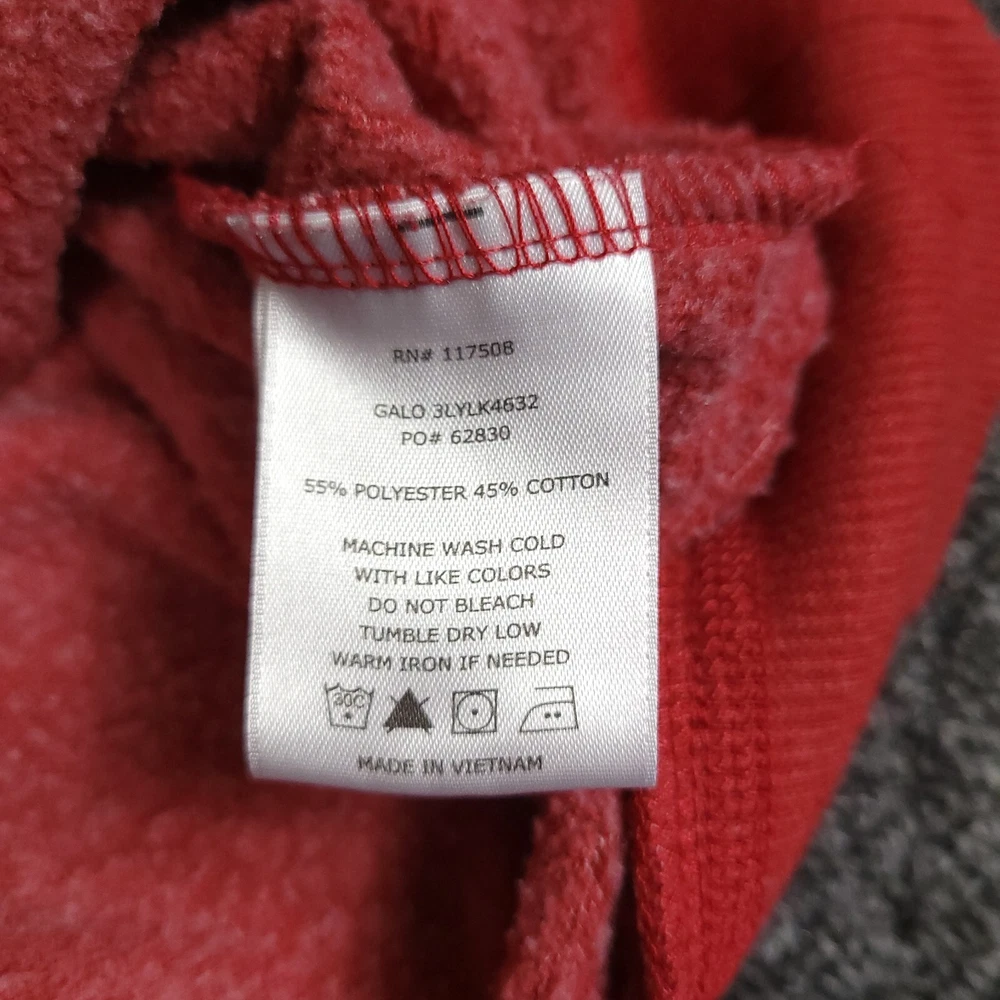 RN# 117508
GALO 3LYLK4632
PO# 62830
55% POLYESTER 45% COTTON
MACHINE WASH COLD
WITH LIKE COLORS
DO NOT BLEACH
TUMBLE DRY LOW
WARM IRON IF NEEDED
30C
MADE IN VIETNAM